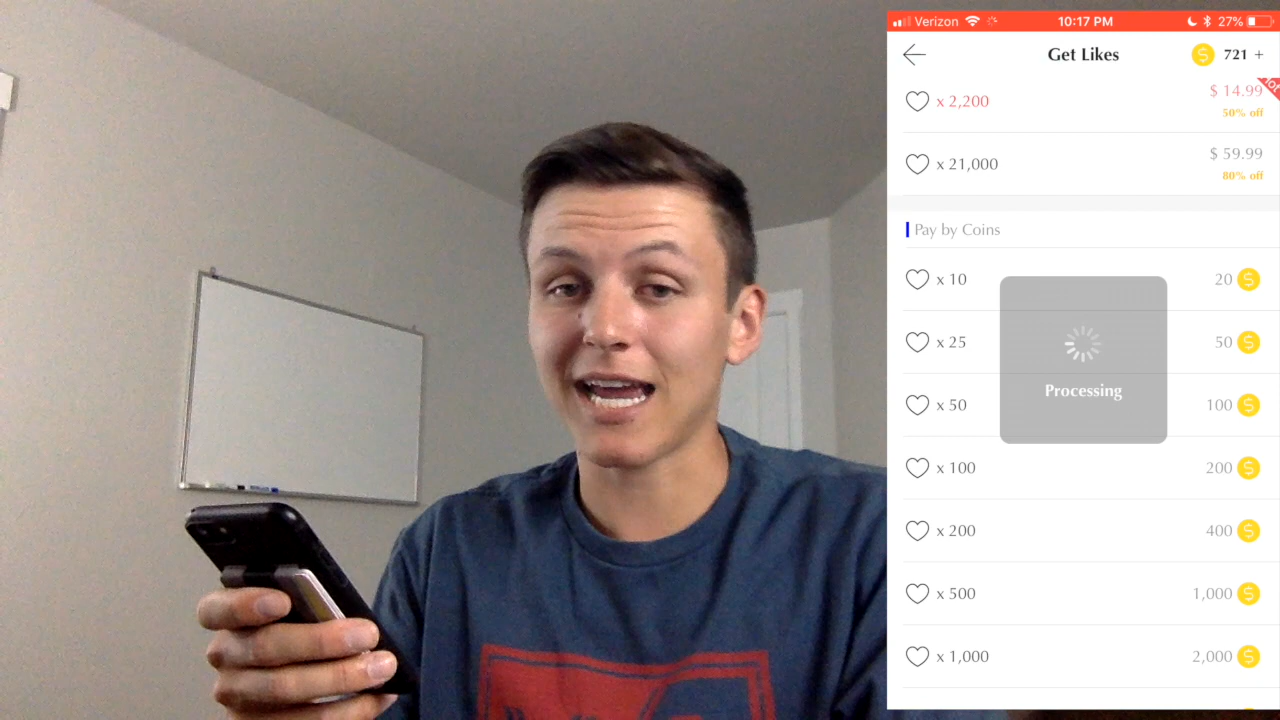 Verizon 10:17 PM 27%
Get Likes 721 +
x 2,200 $ 14.99
50% off
x 21,000 $ 59.99
80% off
Pay by Coins
x 10 20
x 25 50
x 50 100
Processing
x 100 200
x 200 400
x 500 1,000
x 1,000 2,000